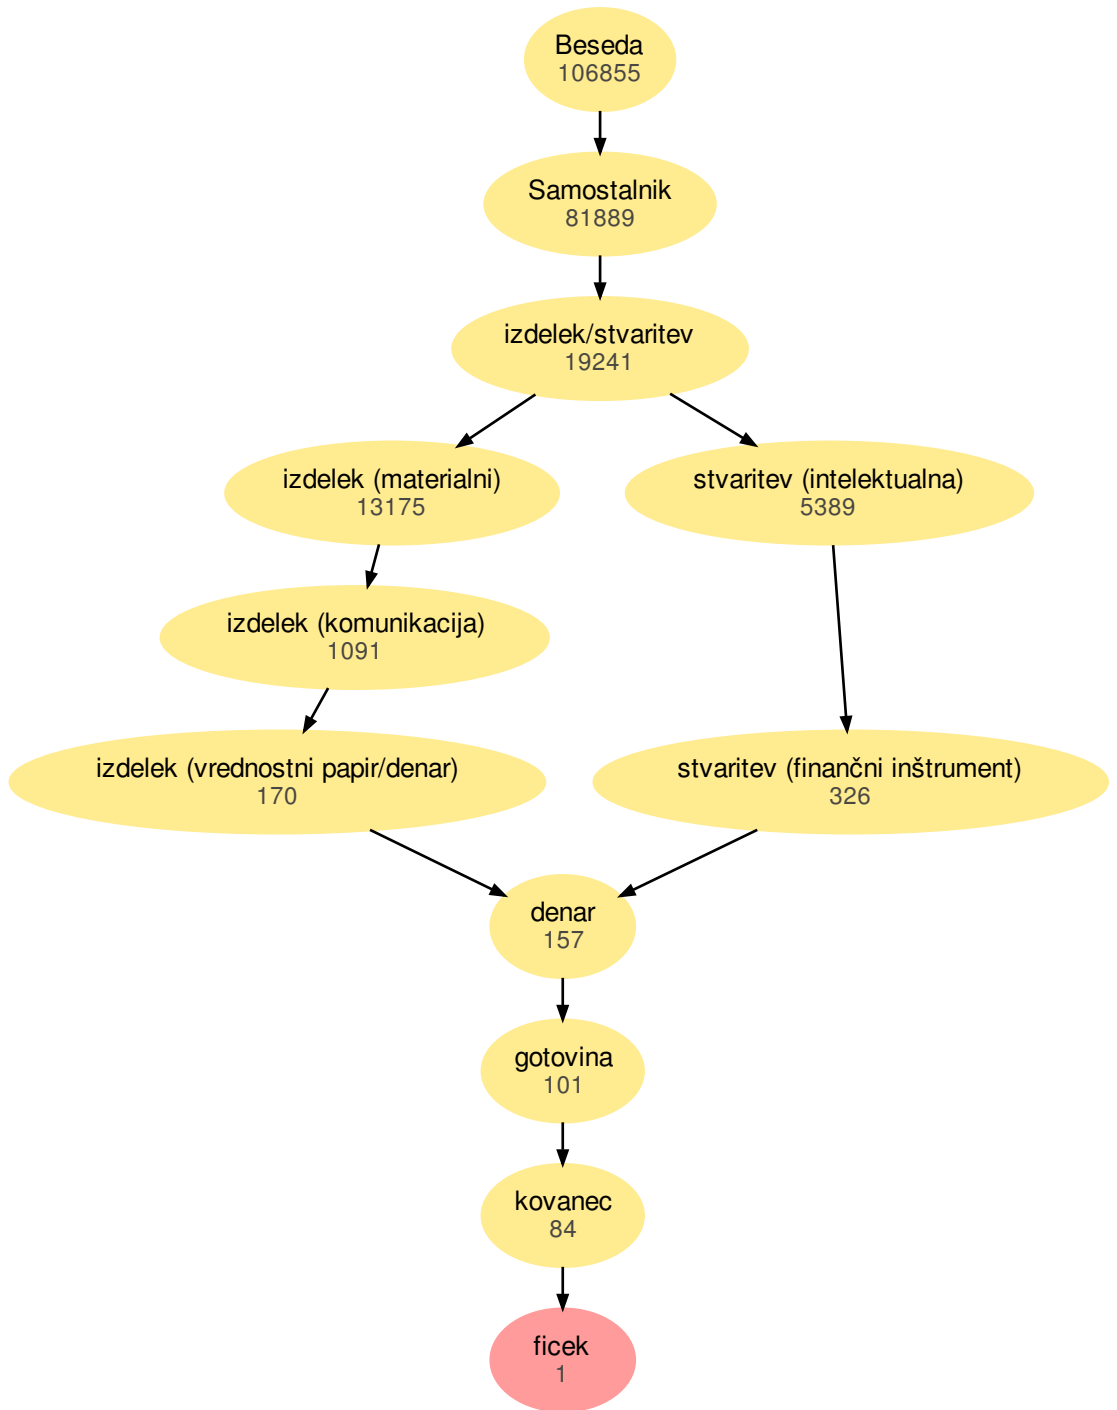 Beseda
106855
Samostalnik
81889
izdelek/stvaritev
19241
izdelek (materialni)
13175
stvaritev (intelektualna)
5389
izdelek (komunikacija)
1091
izdelek (vrednostni papir/denar)
170
stvaritev (finančni inštrument)
326
denar
157
gotovina
101
kovanec
84
ficek
1